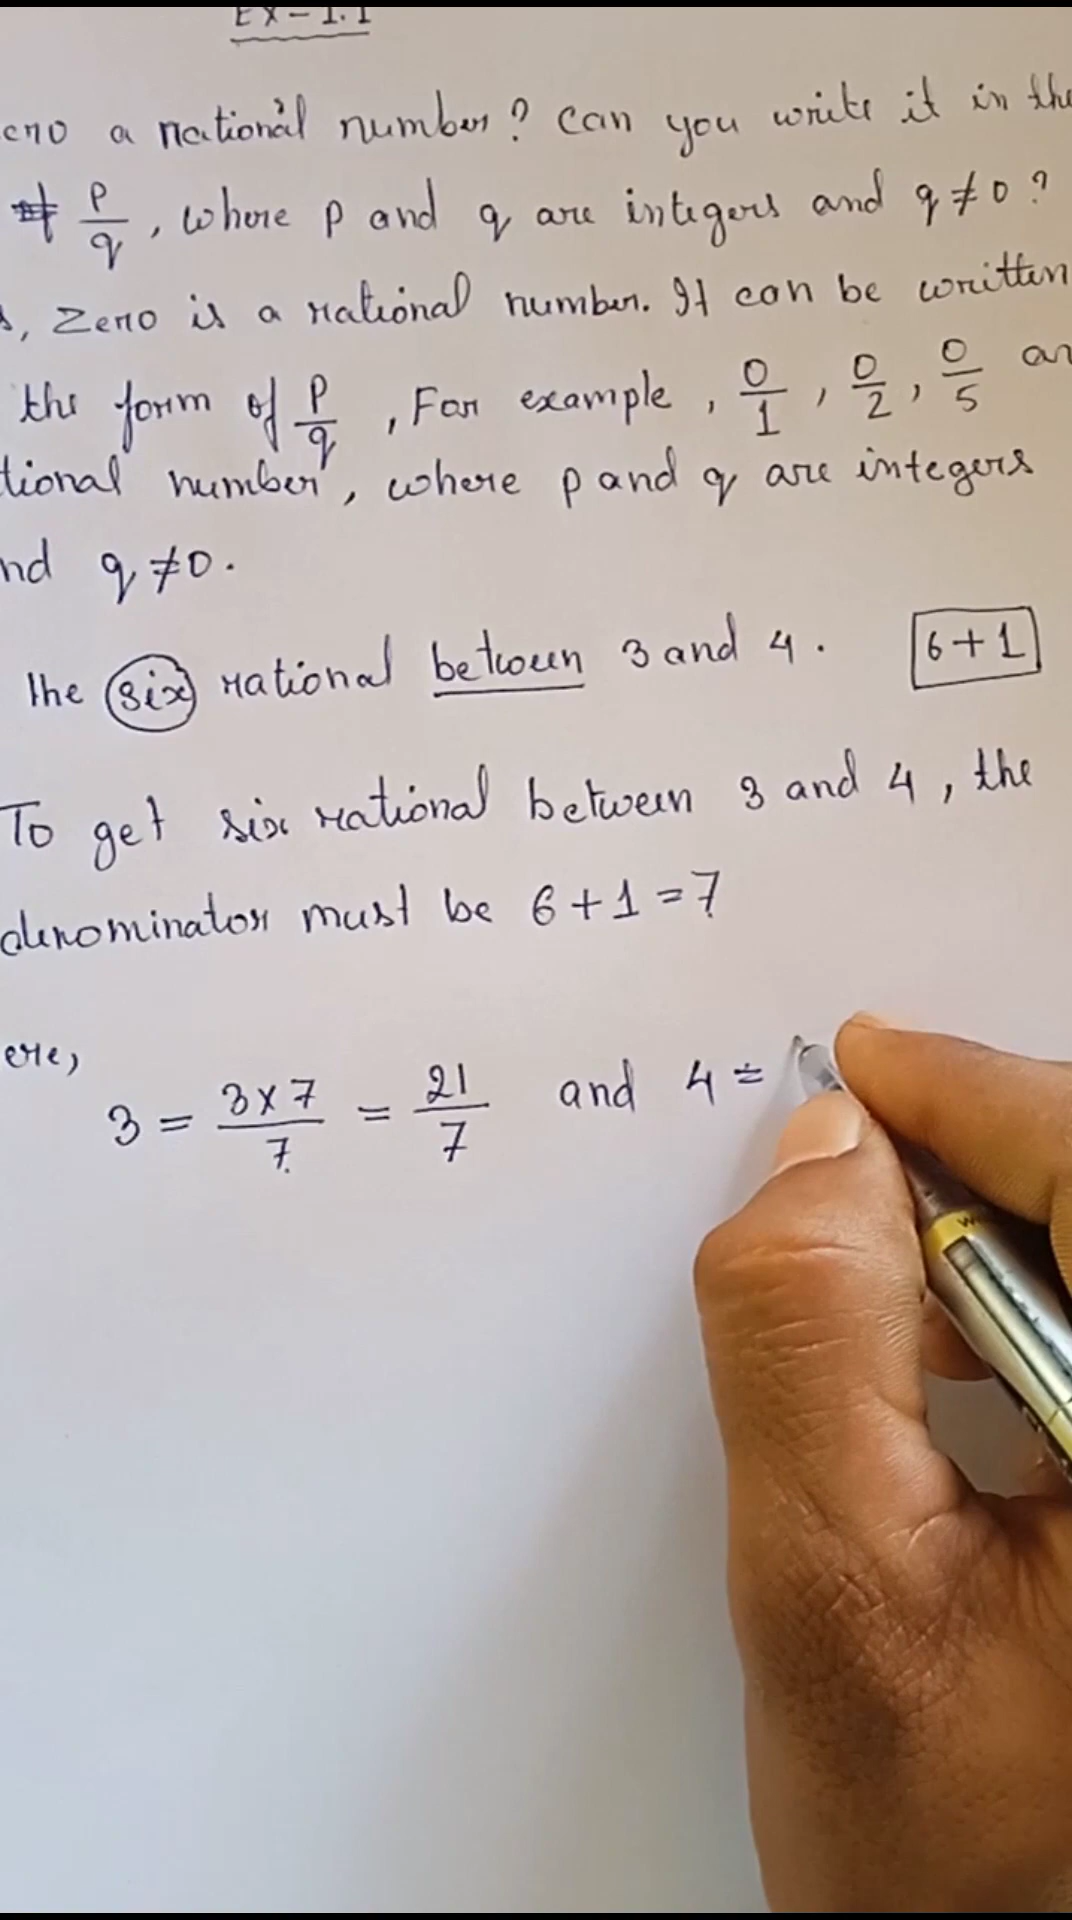 Ex-1.1
a rational number? Can you write it in the
p/q, where p and q are integers and q≠0?
, Zero is a rational number. It can be written
the form of p/q, For example, 0/1, 0/2, 0/5
tional number, where p and q are integers
nd q≠0.
the six rational between 3 and 4. 6+1
To get six rational between 3 and 4, the
denominator must be 6+1=7
ere,
3 = 3×7/7 = 21/7 and 4 =